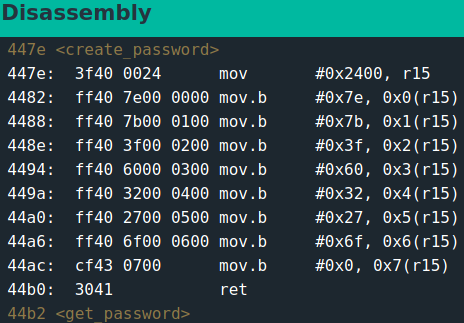 Disassembly
447e <create_password>
447e:  3f40 0024      mov       #0x2400, r15
4482:  ff40 7e00 0000 mov.b     #0x7e, 0x0(r15)
4488:  ff40 7b00 0100 mov.b     #0x7b, 0x1(r15)
448e:  ff40 3f00 0200 mov.b     #0x3f, 0x2(r15)
4494:  ff40 6000 0300 mov.b     #0x60, 0x3(r15)
449a:  ff40 3200 0400 mov.b     #0x32, 0x4(r15)
44a0:  ff40 2700 0500 mov.b     #0x27, 0x5(r15)
44a6:  ff40 6f00 0600 mov.b     #0x6f, 0x6(r15)
44ac:  cf43 0700      mov.b     #0x0, 0x7(r15)
44b0:  3041           ret
44b2 <get_password>